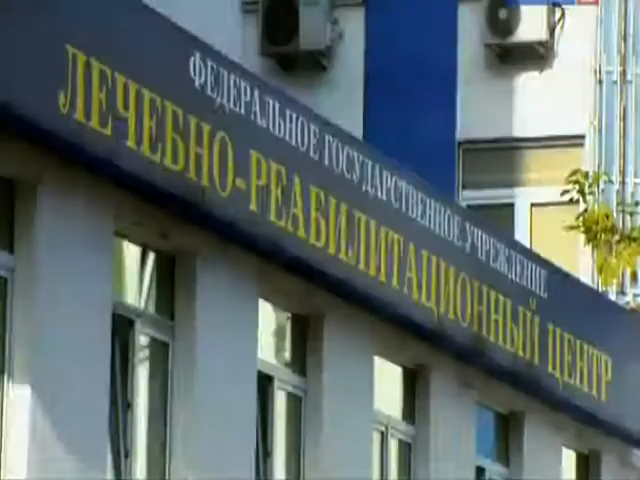 ФЕДЕРАЛЬНОЕ ГОСУДАРСТВЕННОЕ УЧРЕЖДЕНИЕ
ЛЕЧЕБНО-РЕАБИЛИТАЦИОННЫЙ ЦЕНТР